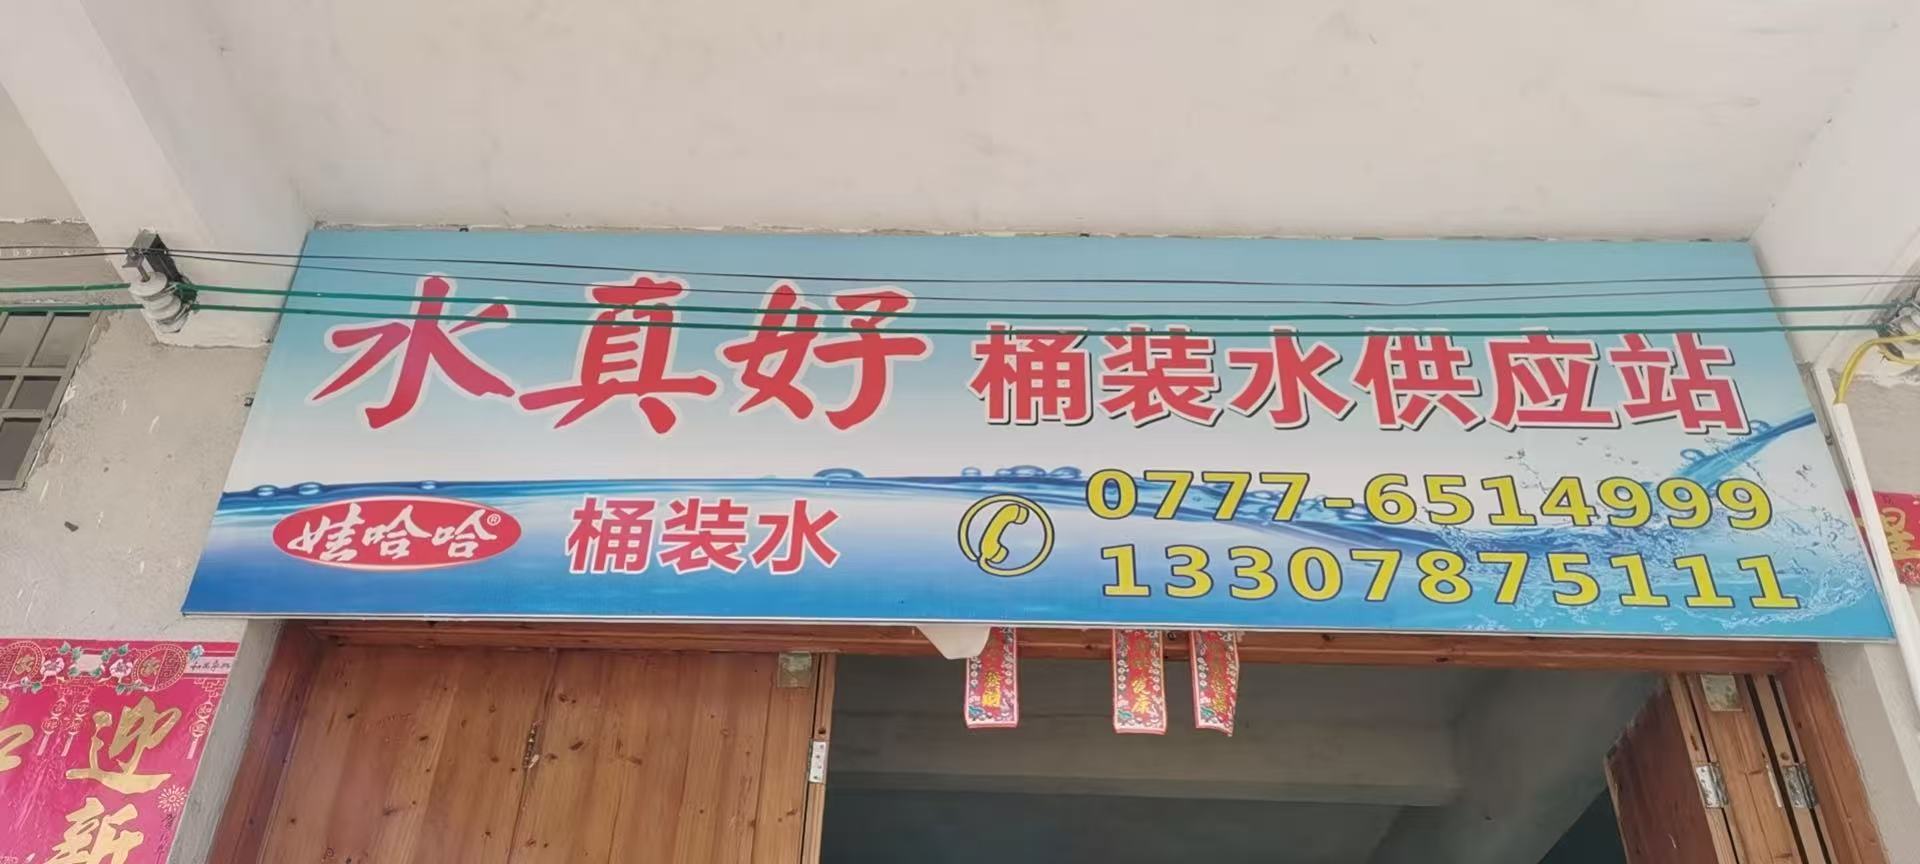 水真好 桶装水供应站
娃哈哈® 桶装水
0777-6514999
13307875111
迎
新